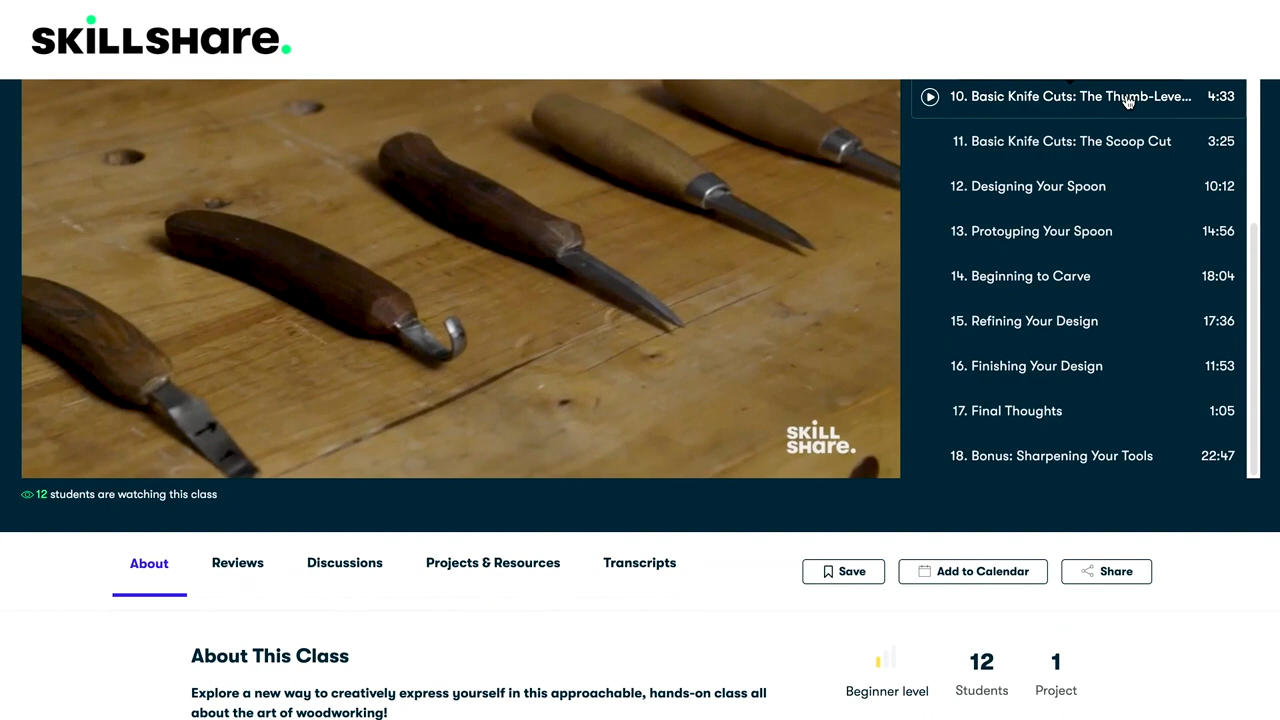 SKILLSHARE.
10. Basic Knife Cuts: The Thumb-Leve... 4:33
11. Basic Knife Cuts: The Scoop Cut 3:25
12. Designing Your Spoon 10:12
13. Protoyping Your Spoon 14:56
14. Beginning to Carve 18:04
15. Refining Your Design 17:36
16. Finishing Your Design 11:53
17. Final Thoughts 1:05
18. Bonus: Sharpening Your Tools 22:47
SKILL
SHARE.
12 students are watching this class
About Reviews Discussions Projects & Resources Transcripts Save Add to Calendar Share
About This Class
Explore a new way to creatively express yourself in this approachable, hands-on class all
about the art of woodworking!
12 1
Beginner level Students Project